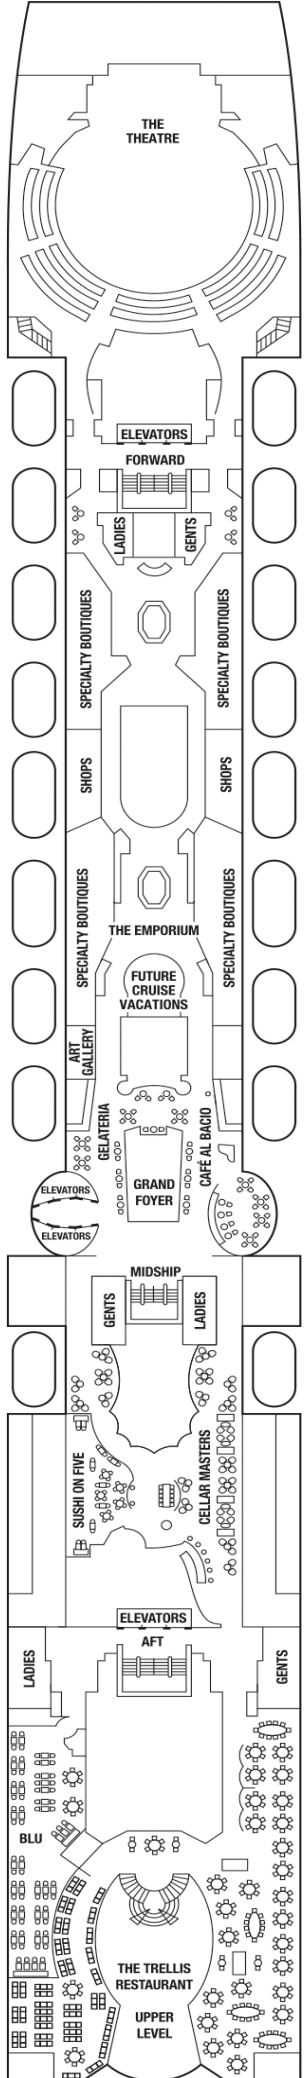 THE
THEATRE
ELEVATORS
FORWARD
LADIES
GENTS
SPECIALTY BOUTIQUES
SPECIALTY BOUTIQUES
SHOPS
SHOPS
SPECIALTY BOUTIQUES
SPECIALTY BOUTIQUES
THE EMPORIUM
FUTURE
CRUISE
VACATIONS
ART
GALLERY
GELATERIA
CAFÉ AL BACIO
GRAND
FOYER
ELEVATORS
ELEVATORS
MIDSHIP
GENTS
LADIES
SUSHI ON FIVE
CELLAR MASTERS
ELEVATORS
AFT
LADIES
GENTS
BLU
THE TRELLIS
RESTAURANT
UPPER
LEVEL